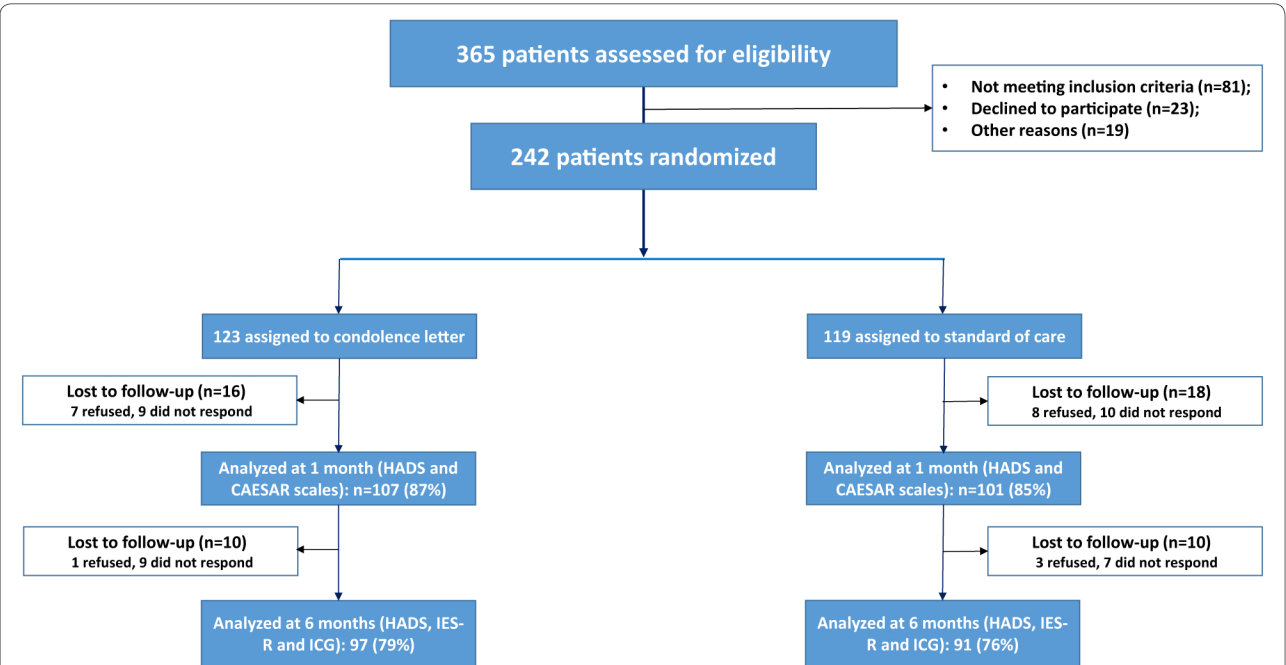 365 patients assessed for eligibility
• Not meeting inclusion criteria (n=81);
• Declined to participate (n=23);
• Other reasons (n=19)
242 patients randomized
123 assigned to condolence letter
119 assigned to standard of care
Lost to follow-up (n=16)
7 refused, 9 did not respond
Lost to follow-up (n=18)
8 refused, 10 did not respond
Analyzed at 1 month (HADS and
CAESAR scales): n=107 (87%)
Analyzed at 1 month (HADS and
CAESAR scales): n=101 (85%)
Lost to follow-up (n=10)
1 refused, 9 did not respond
Lost to follow-up (n=10)
3 refused, 7 did not respond
Analyzed at 6 months (HADS, IES-
R and ICG): 97 (79%)
Analyzed at 6 months (HADS, IES-
R and ICG): 91 (76%)